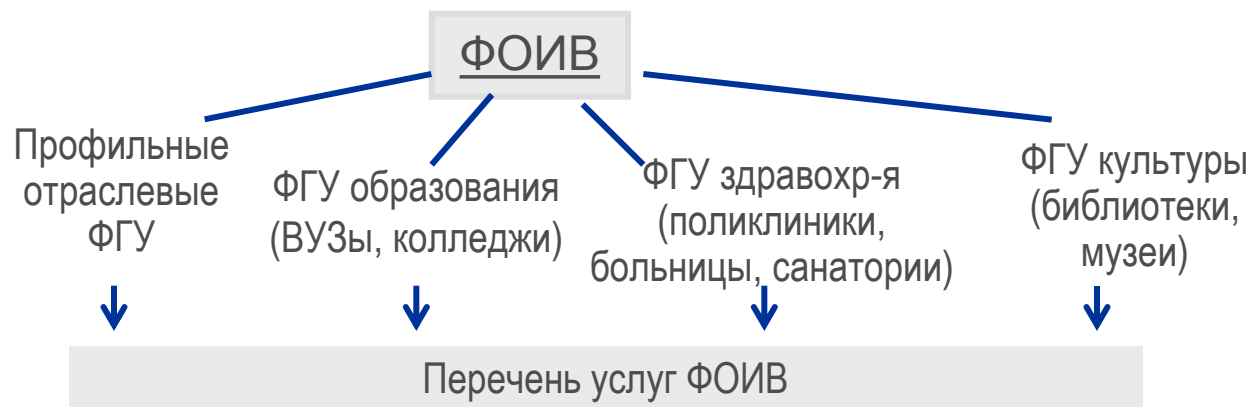 ФОИВ
Профильные
отраслевые
ФГУ
ФГУ образования
(ВУЗы, колледжи)
ФГУ здравохр-я
(поликлиники,
больницы, санатории)
ФГУ культуры
(библиотеки,
музеи)
Перечень услуг ФОИВ